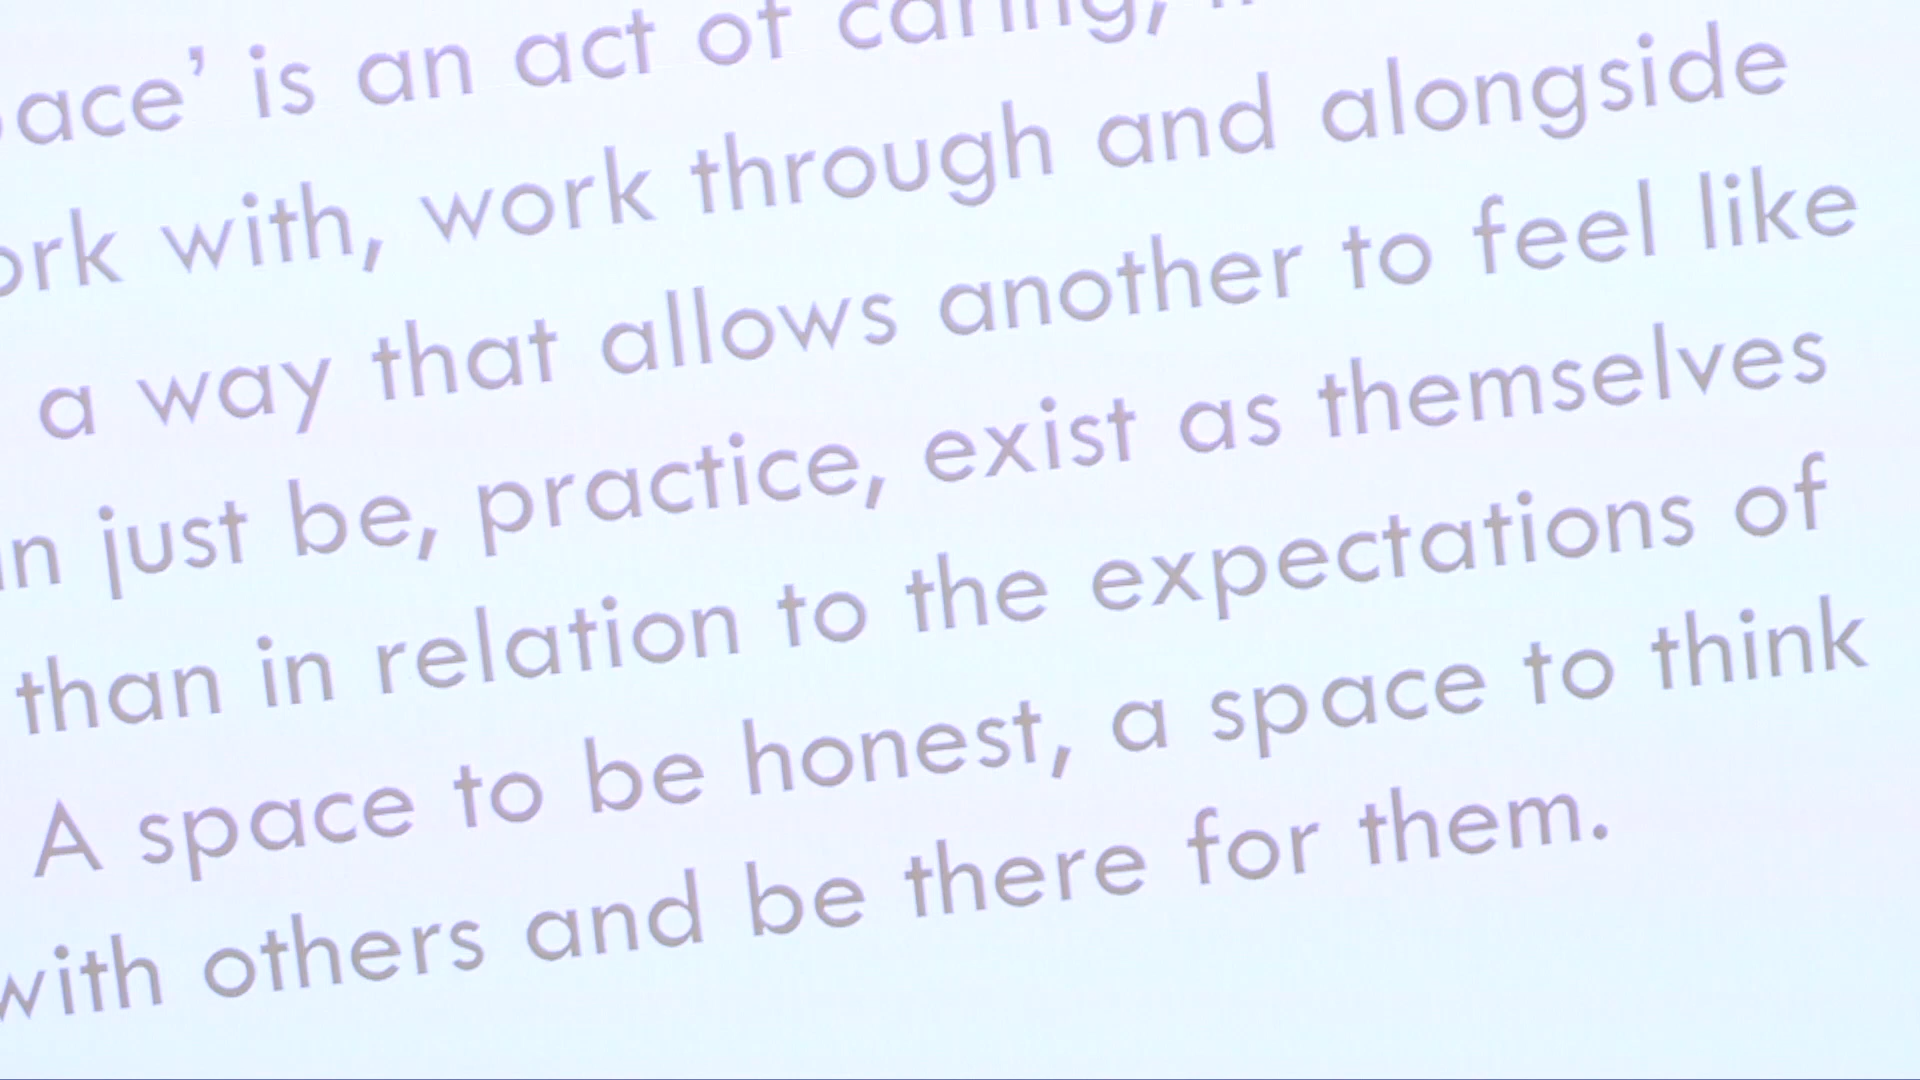 ace’ is an act of caring,
ork with, work through and alongside
a way that allows another to feel like
n just be, practice, exist as themselves
than in relation to the expectations of
A space to be honest, a space to think
with others and be there for them.